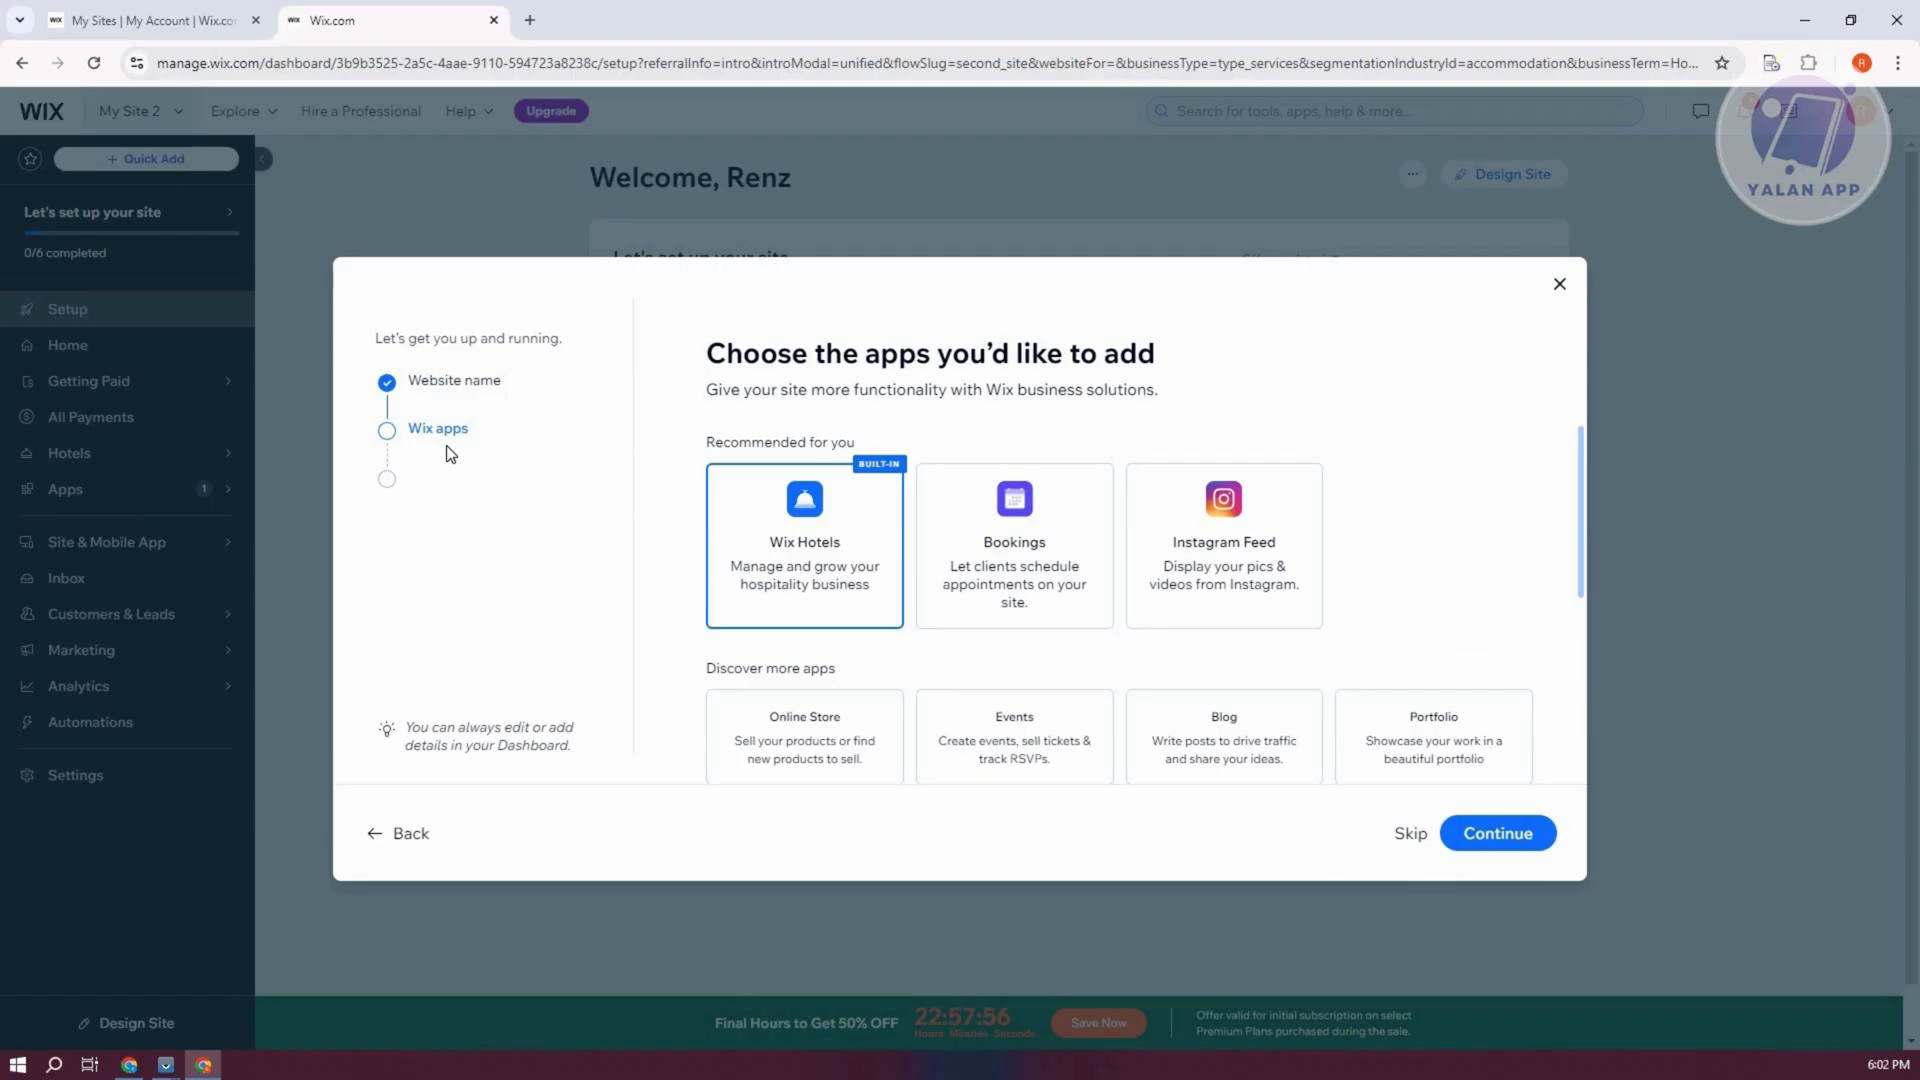 My Sites | My Account | Wix.co
Wix.com
manage.wix.com/dashboard/3b9b3525-2a5c-4aae-9110-594723a8238c/setup?referralInfo=intro&introModal=unified&flowSlug=second_site&websiteFor=&businessType=type_services&segmentationIndustryId=accommodation&businessTerm=Ho...
R
WIX
My Site 2
Explore
Hire a Professional
Help
Upgrade
Search for tools, apps, help & more...
YALAN APP
+ Quick Add
Welcome, Renz
Design Site
Let's set up your site
0/6 completed
Let's set up your site
Setup
Home
Getting Paid
All Payments
Hotels
Apps
1
Site & Mobile App
Inbox
Customers & Leads
Marketing
Analytics
Automations
Settings
Design Site
Let's get you up and running.
Website name
Wix apps
You can always edit or add
details in your Dashboard.
Choose the apps you’d like to add
Give your site more functionality with Wix business solutions.
Recommended for you
BUILT-IN
Wix Hotels
Manage and grow your
hospitality business
Bookings
Let clients schedule
appointments on your
site.
Instagram Feed
Display your pics &
videos from Instagram.
Discover more apps
Online Store
Sell your products or find
new products to sell.
Events
Create events, sell tickets &
track RSVPs.
Blog
Write posts to drive traffic
and share your ideas.
Portfolio
Showcase your work in a
beautiful portfolio
Back
Skip
Continue
Final Hours to Get 50% OFF
22:57:56
Hours Minutes Seconds
Save Now
Offer valid for initial subscription on select
Premium Plans purchased during the sale.
6:02 PM